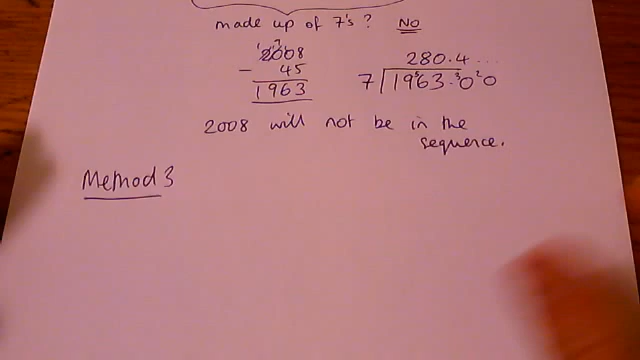 made up of 7's? NO
2008
- 45
1963
280.4...
7 1963.00
2008 will not be in the
sequence.
Method 3